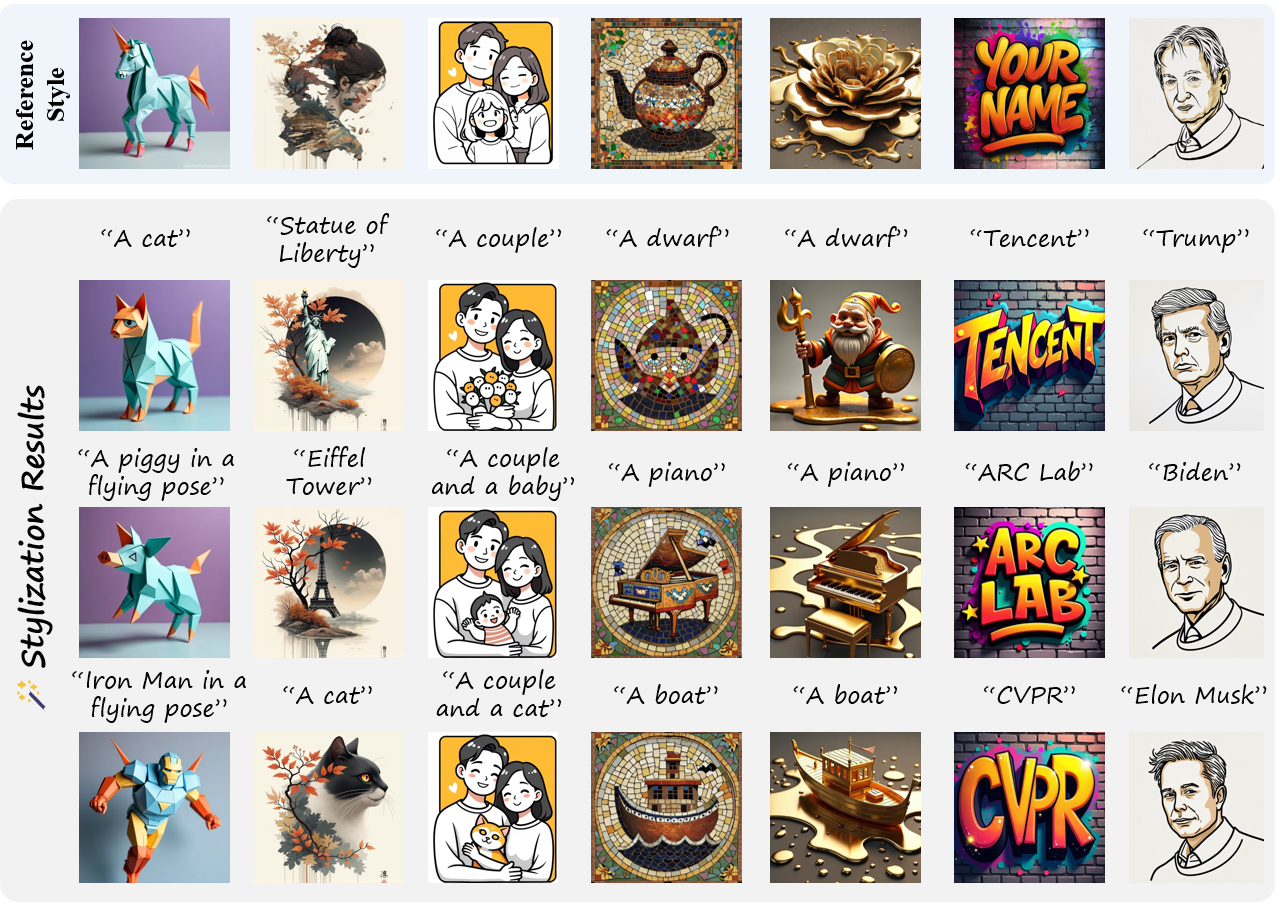 Reference
Style
YOUR
NAME
“A cat”
“Statue of
Liberty”
“A couple”
“A dwarf”
“A dwarf”
“Tencent”
“Trump”
TENCENT
Stylization Results
“A piggy in a
flying pose”
“Eiffel
Tower”
“A couple
and a baby”
“A piano”
“A piano”
“ARC Lab”
“Biden”
ARC
LAB
“Iron Man in a
flying pose”
“A cat”
“A couple
and a cat”
“A boat”
“A boat”
“CVPR”
“Elon Musk”
CVPR